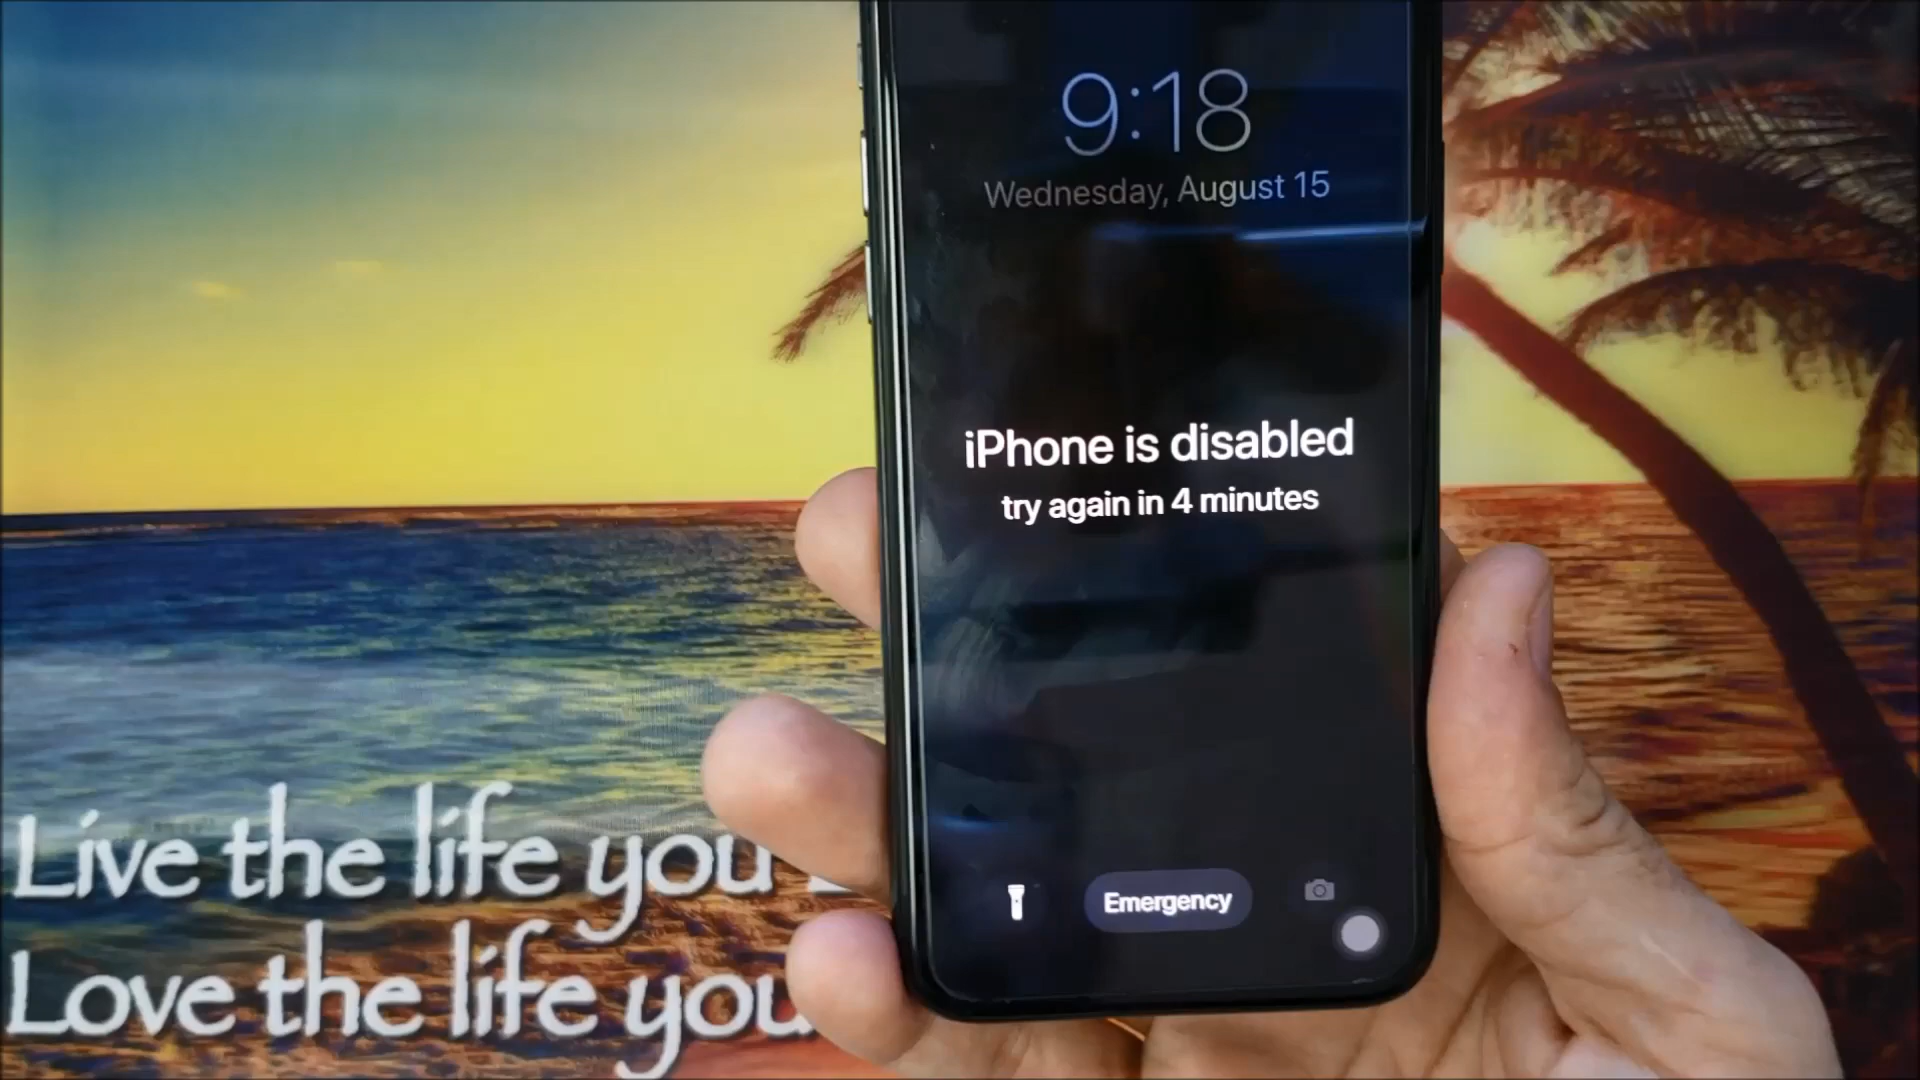 9:18
Wednesday, August 15
iPhone is disabled
try again in 4 minutes
Emergency
Live the life you
Love the life you